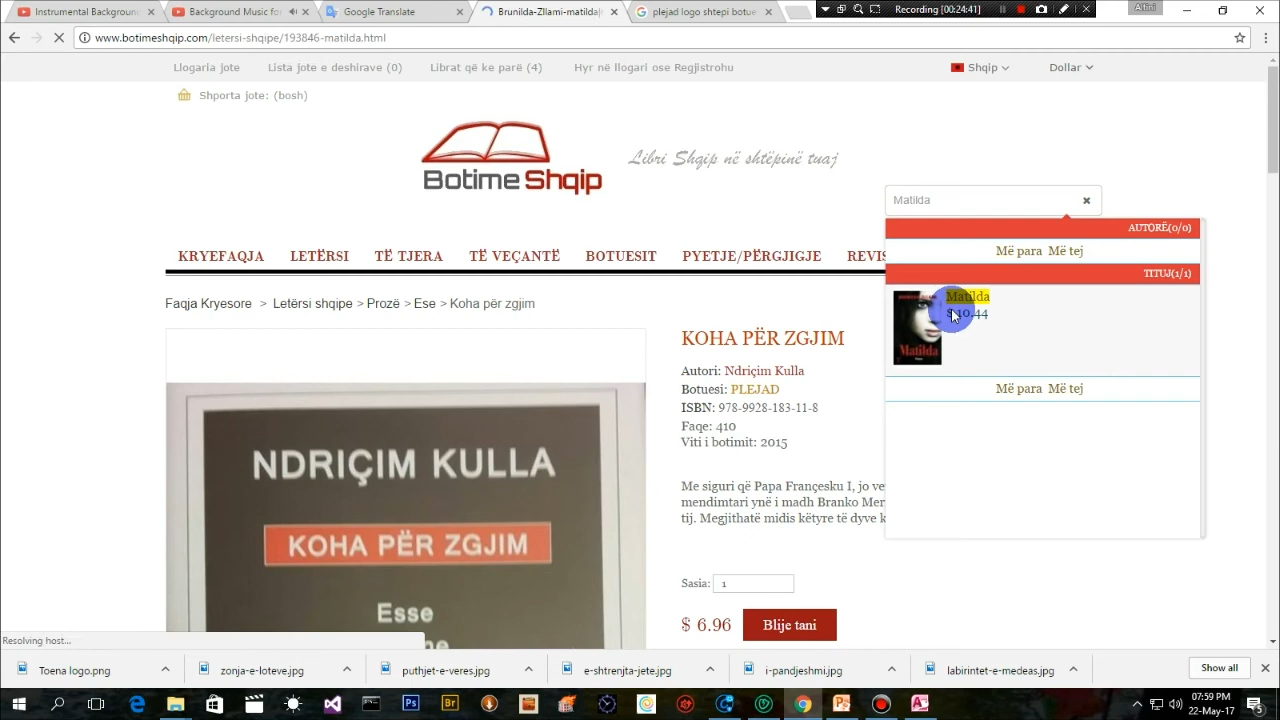 Instrumental Background
Background Music for
Google Translate
Brunilda-Zllami-matilda|
plejad logo shtepi botue
Recording (00:24:41)
Altini
www.botimeshqip.com/letersi-shqipe/193846-matilda.html
Llogaria jote
Lista jote e deshirave (0)
Librat që ke parë (4)
Hyr në llogari ose Regjistrohu
Shqip
Dollar
Shporta jote: (bosh)
Botime Shqip
Libri Shqip në shtëpinë tuaj
Matilda
AUTORË(0/0)
Më para Më tej
TITUJ(1/1)
Matilda
$ 10.44
Matilda
Më para Më tej
KRYEFAQJA
LETËRSI
TË TJERA
TË VEÇANTË
BOTUESIT
PYETJE/PËRGJIGJE
REVIS
Faqja Kryesore > Letërsi shqipe > Prozë > Ese > Koha për zgjim
KOHA PËR ZGJIM
Autori: Ndriçim Kulla
Botuesi: PLEJAD
ISBN: 978-9928-183-11-8
Faqe: 410
Viti i botimit: 2015
Me siguri që Papa Françesku I, jo ve
mendimtari ynë i madh Branko Mer
tij. Megjithatë midis këtyre të dyve k
Sasia: 1
$ 6.96
Blije tani
NDRIÇIM KULLA
KOHA PËR ZGJIM
Esse
Resolving host...
Toena logo.png
zonja-e-loteve.jpg
puthjet-e-veres.jpg
e-shtrenjta-jete.jpg
i-pandjeshmi.jpg
labirintet-e-medeas.jpg
Show all
07:59 PM
22-May-17